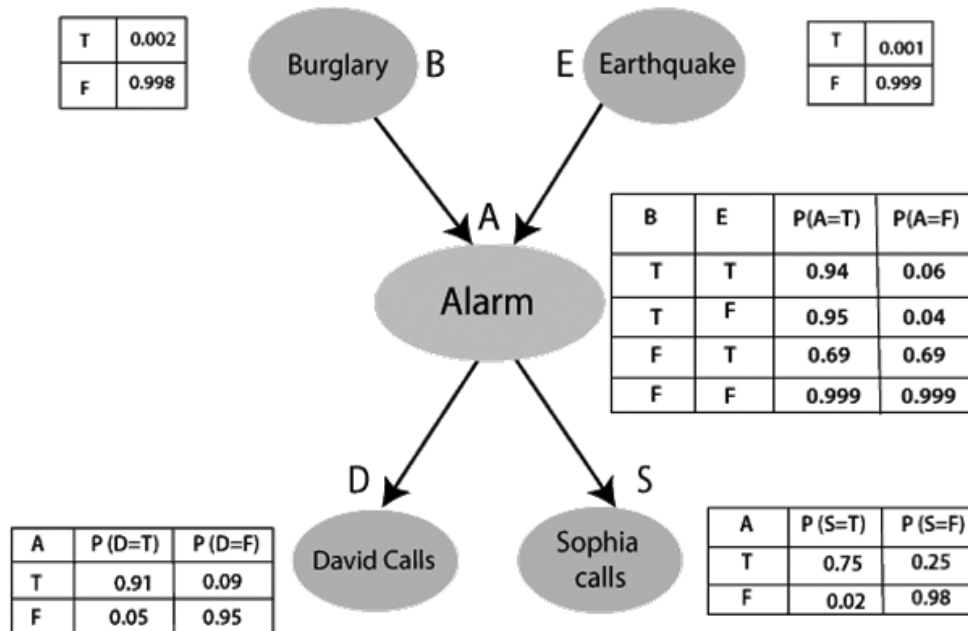 T 0.002
F 0.998
Burglary B
E Earthquake
T 0.001
F 0.999
A
Alarm
B E P(A=T) P(A=F)
T T 0.94 0.06
T F 0.95 0.04
F T 0.69 0.69
F F 0.999 0.999
D
S
A P (D=T) P (D=F)
T 0.91 0.09
F 0.05 0.95
David Calls
Sophia
calls
A P (S=T) P (S=F)
T 0.75 0.25
F 0.02 0.98